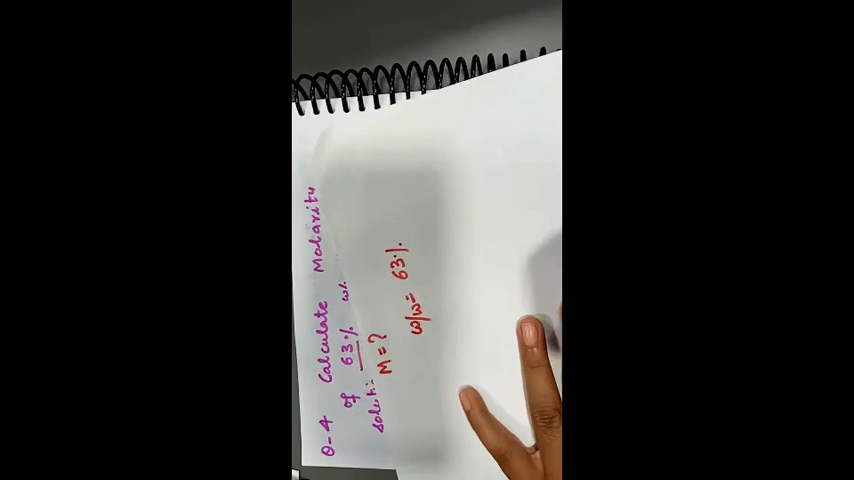 Q-4 Calculate Molarity
of 63% w/.
solut:-
M = ?
w/w = 63%.